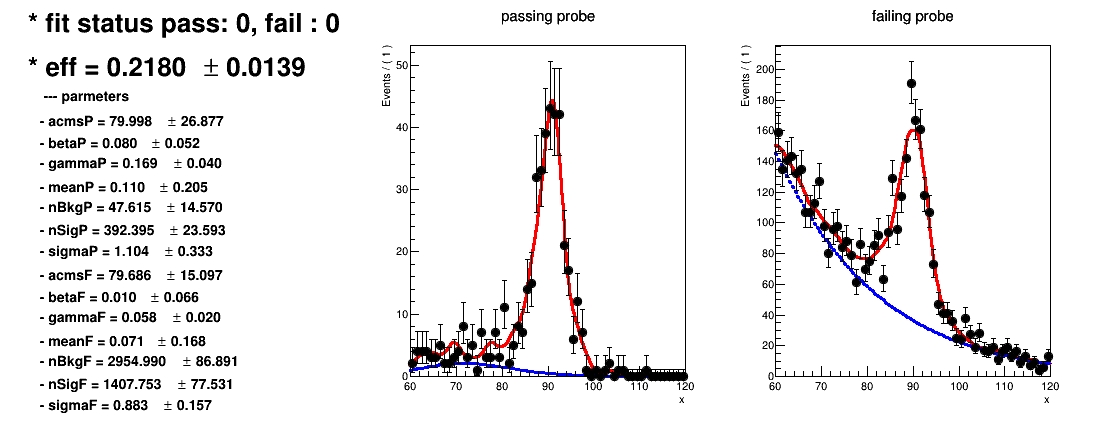 * fit status pass: 0, fail : 0
* eff = 0.2180 ± 0.0139
--- parmeters
- acmsP = 79.998 ± 26.877
- betaP = 0.080 ± 0.052
- gammaP = 0.169 ± 0.040
- meanP = 0.110 ± 0.205
- nBkgP = 47.615 ± 14.570
- nSigP = 392.395 ± 23.593
- sigmaP = 1.104 ± 0.333
- acmsF = 79.686 ± 15.097
- betaF = 0.010 ± 0.066
- gammaF = 0.058 ± 0.020
- meanF = 0.071 ± 0.168
- nBkgF = 2954.990 ± 86.891
- nSigF = 1407.753 ± 77.531
- sigmaF = 0.883 ± 0.157
passing probe
Events / ( 1 )
50
40
30
20
10
0
60 70 80 90 100 110 120
x
failing probe
Events / ( 1 )
200
180
160
140
120
100
80
60
40
20
0
60 70 80 90 100 110 120
x